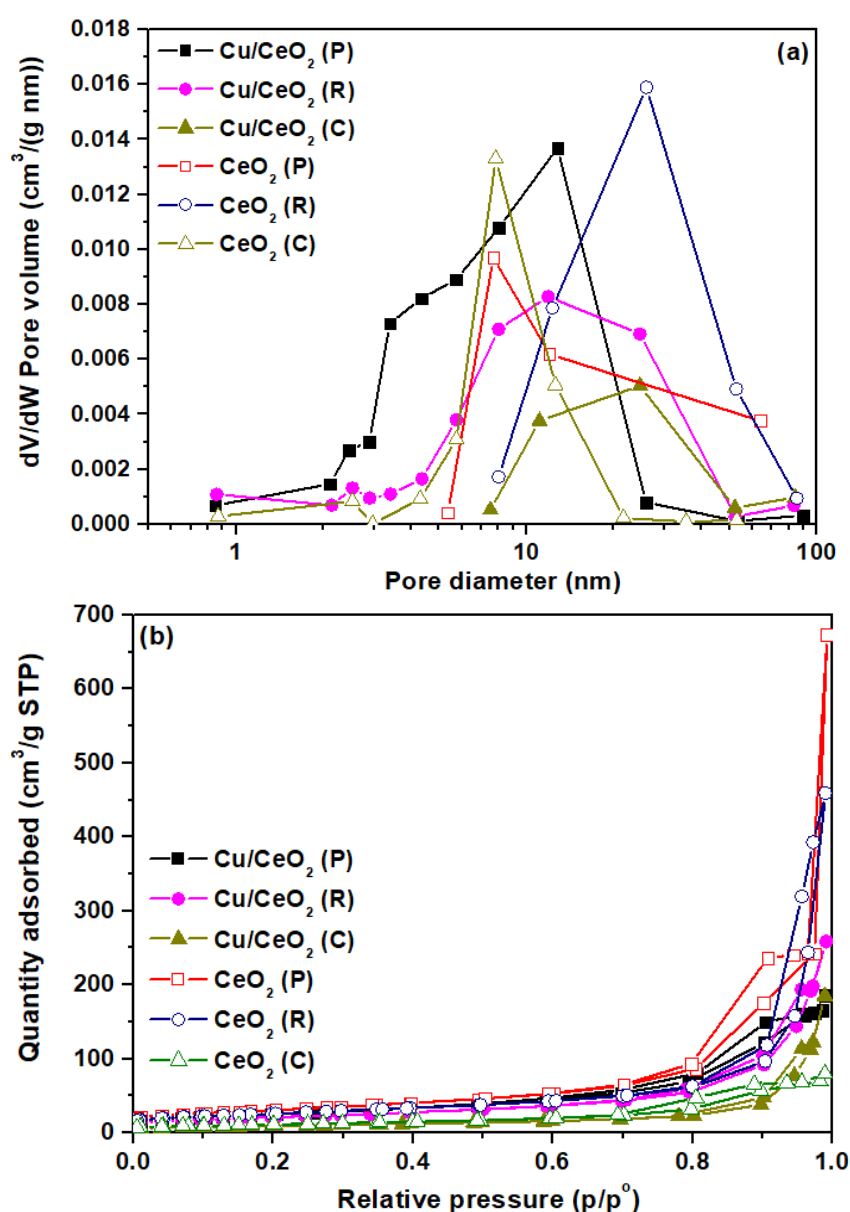 (a)
Cu/CeO2 (P)
Cu/CeO2 (R)
Cu/CeO2 (C)
CeO2 (P)
CeO2 (R)
CeO2 (C)
0.018
0.016
0.014
0.012
0.010
0.008
0.006
0.004
0.002
0.000
dV/dW Pore volume (cm3/(g nm))
1 10 100
Pore diameter (nm)
(b)
700
600
500
400
300
200
100
0
Quantity adsorbed (cm3/g STP)
Cu/CeO2 (P)
Cu/CeO2 (R)
Cu/CeO2 (C)
CeO2 (P)
CeO2 (R)
CeO2 (C)
0.0 0.2 0.4 0.6 0.8 1.0
Relative pressure (p/po)